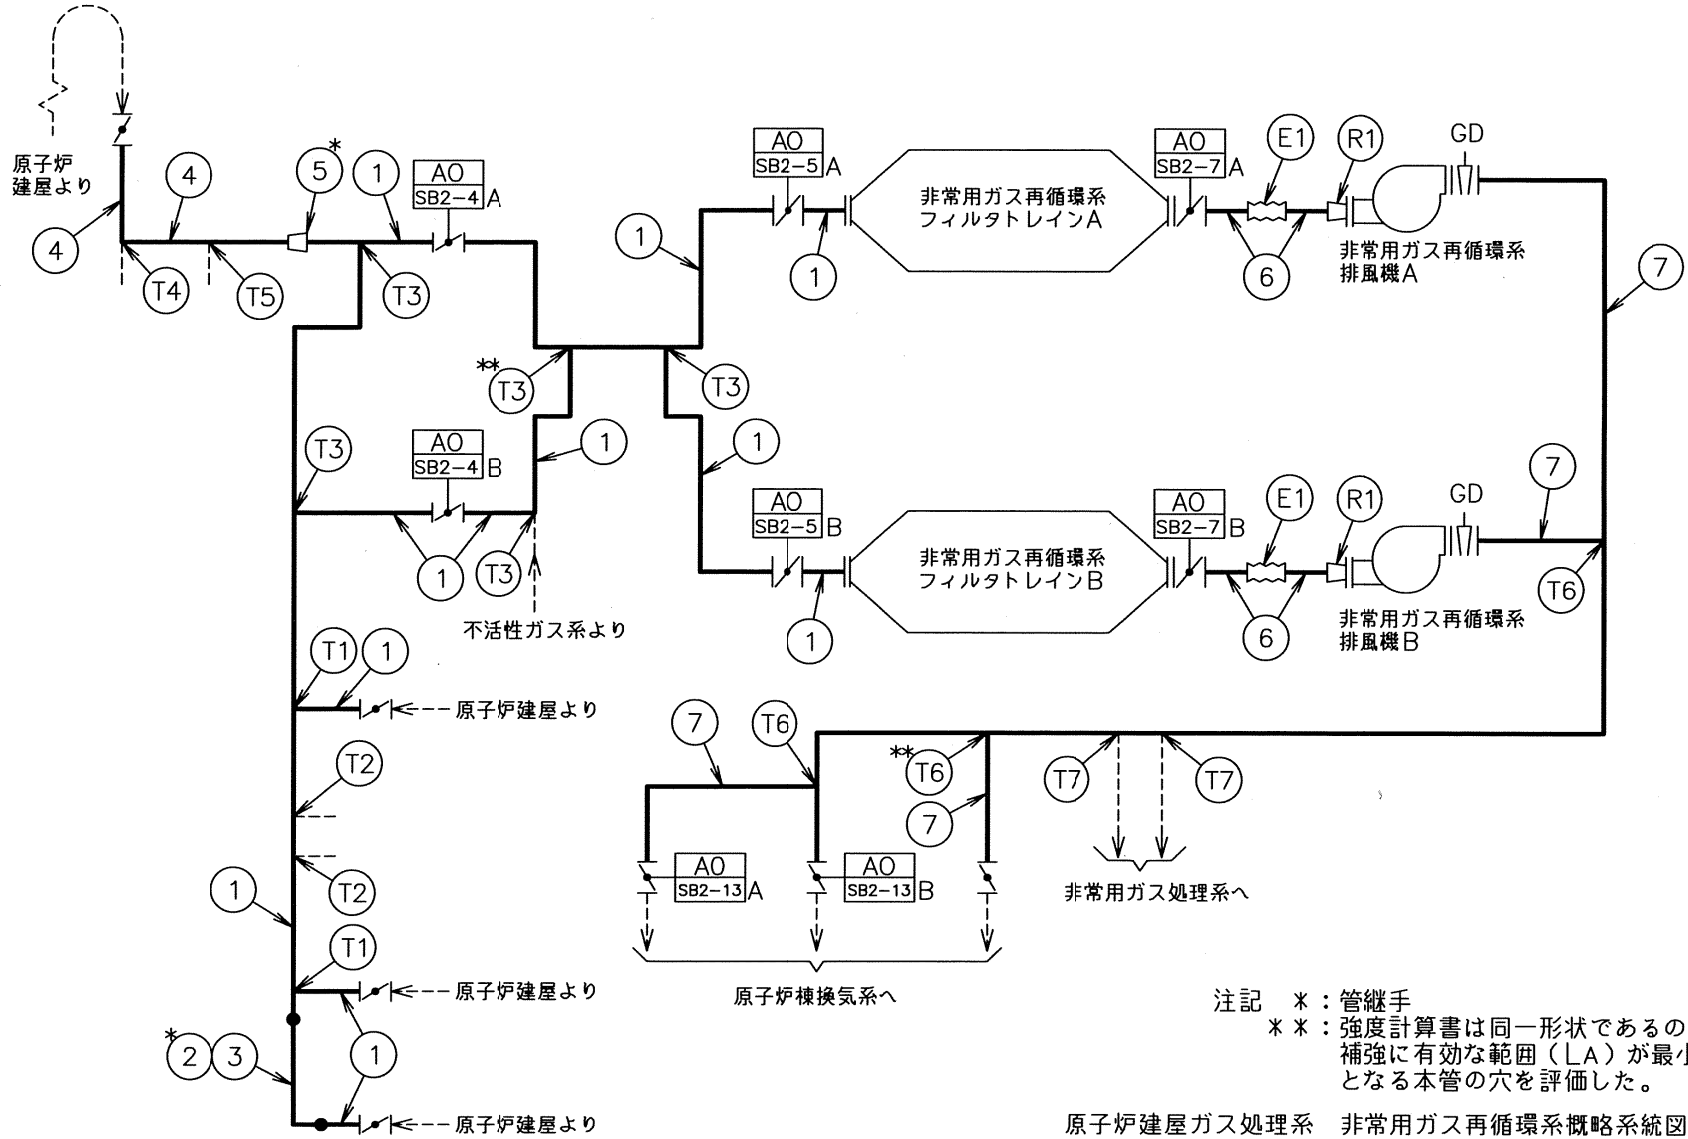 原子炉
建屋より
4
4
5*
1
AO
SB2-4 A
T4
T5
T3
1
AO
SB2-5 A
1
非常用ガス再循環系
フィルタトレインA
AO
SB2-7 A
E1
R1
GD
6
非常用ガス再循環系
排風機A
7
**
T3
T3
T3
AO
SB2-4 B
1
1
T3
1
不活性ガス系より
AO
SB2-5 B
1
非常用ガス再循環系
フィルタトレインB
AO
SB2-7 B
E1
R1
GD
6
非常用ガス再循環系
排風機B
7
T6
T1
1
原子炉建屋より
T2
T2
1
T1
原子炉建屋より
*
2
3
1
原子炉建屋より
7
T6
**
T6
7
T7
T7
AO
SB2-13 A
AO
SB2-13 B
非常用ガス処理系へ
原子炉棟換気系へ
注記 *：管継手
**：強度計算書は同一形状であるの
補強に有効な範囲（LA）が最小
となる本管の穴を評価した。
原子炉建屋ガス処理系 非常用ガス再循環系概略系統図